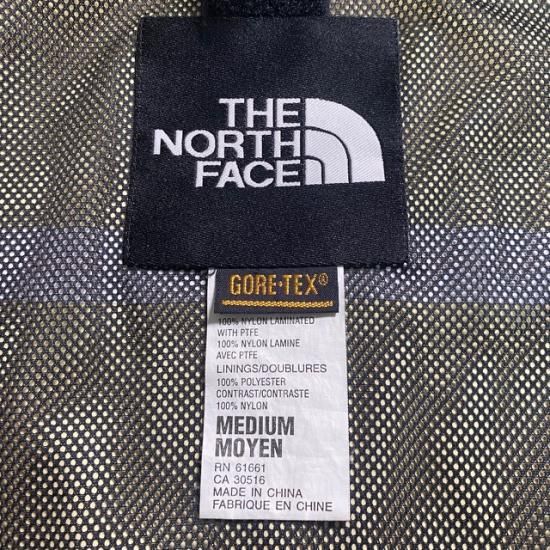 THE
NORTH
FACE
GORE-TEX®
100% NYLON LAMINATED
WITH PTFE
100% NYLON LAMINE
AVEC PTFE
LININGS/DOUBLURES
100% POLYESTER
CONTRAST/CONTRASTE
100% NYLON
MEDIUM
MOYEN
RN 61661
CA 30516
MADE IN CHINA
FABRIQUE EN CHINE